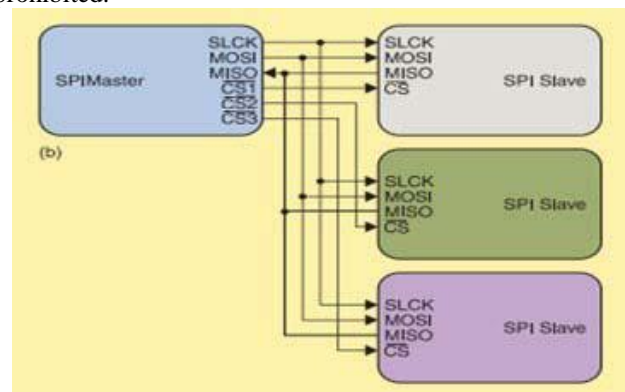 prohibited.
SPIMaster
SLCK
MOSI
MISO
CS1
CS2
CS3
(b)
SLCK
MOSI
MISO
CS
SPI Slave
SLCK
MOSI
MISO
CS
SPI Slave
SLCK
MOSI
MISO
CS
SPI Slave